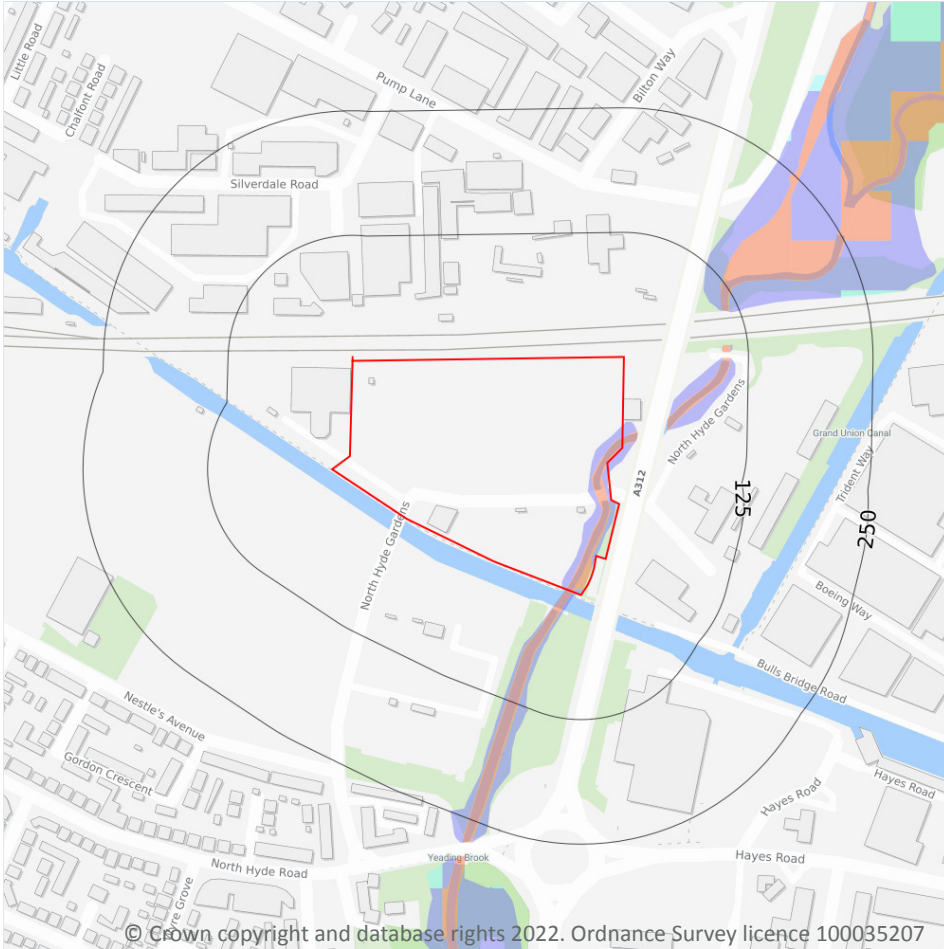 Little Road
Chalfont Road
Pump Lane
Bilton Way
Silverdale Road
North Hyde Gardens
Grand Union Canal
Trident Way
A312
125
250
North Hyde Gardens
Boeing Way
Bulls Bridge Road
Nestle's Avenue
Gordon Crescent
Hayes Road
Hayes Road
North Hyde Road
Yeading Brook
Hayes Road
yre Grove
© Crown copyright and database rights 2022. Ordnance Survey licence 100035207